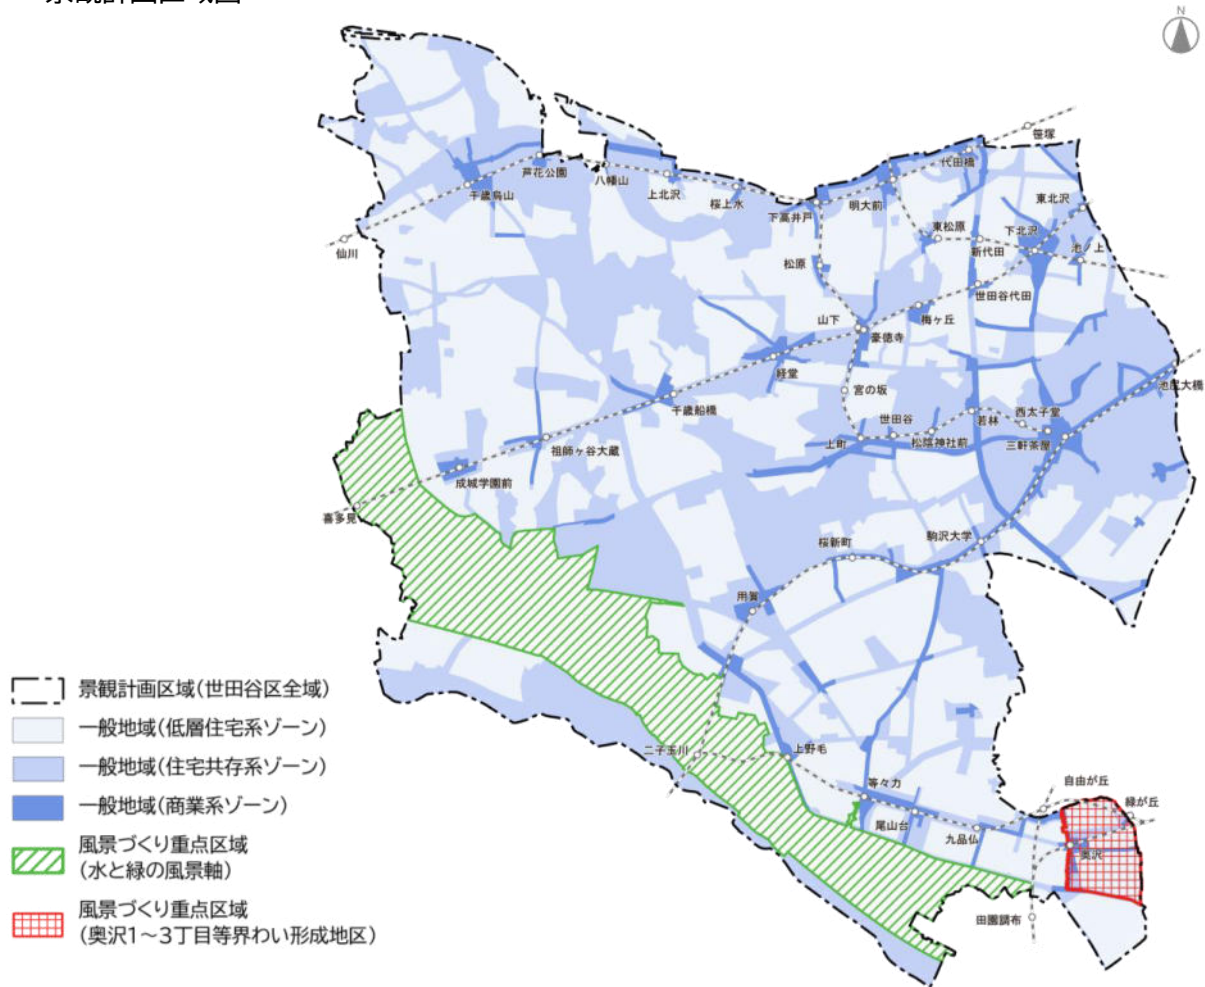 N
笹塚
代田橋
芦花公園
八幡山
上北沢
桜上水
千歳烏山
下高井戸
明大前
東北沢
東松原
下北沢
新代田
池ノ上
仙川
松原
世田谷代田
山下
梅ヶ丘
豪徳寺
経堂
宮の坂
池尻大橋
千歳船橋
世田谷
若林
西太子堂
上町
松陰神社前
三軒茶屋
祖師ヶ谷大蔵
成城学園前
喜多見
桜新町
駒沢大学
用賀
二子玉川
上野毛
等々力
自由が丘
緑が丘
尾山台
九品仏
奥沢
田園調布
景観計画区域(世田谷区全域)
一般地域(低層住宅系ゾーン)
一般地域(住宅共存系ゾーン)
一般地域(商業系ゾーン)
風景づくり重点区域
(水と緑の風景軸)
風景づくり重点区域
(奥沢1~3丁目等界わい形成地区)